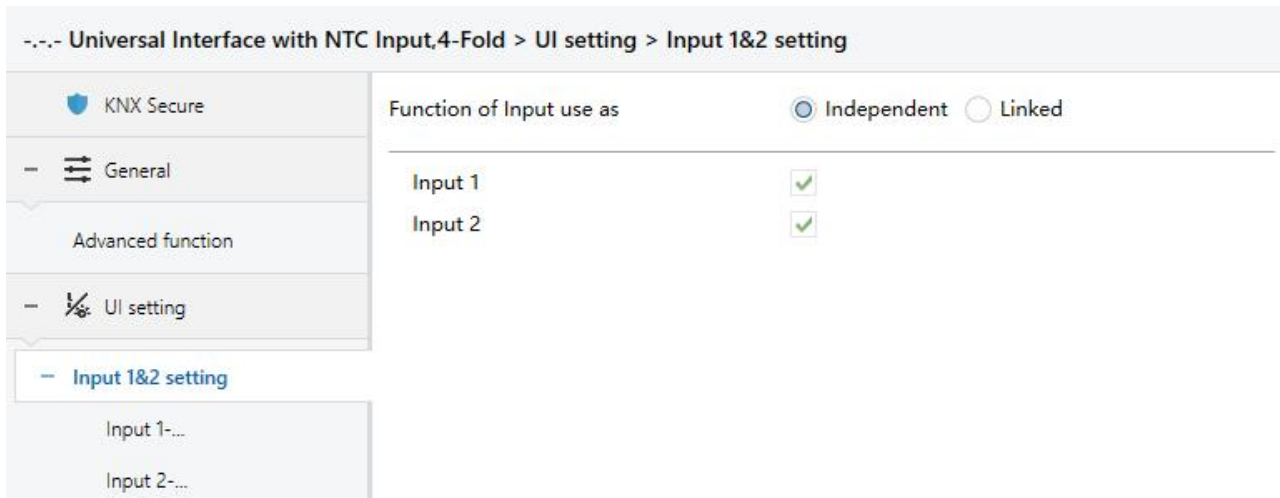 -.-.- Universal Interface with NTC Input,4-Fold > UI setting > Input 1&2 setting
KNX Secure
General
Advanced function
UI setting
Input 1&2 setting
Input 1-...
Input 2-...
Function of Input use as Independent Linked
Input 1
Input 2